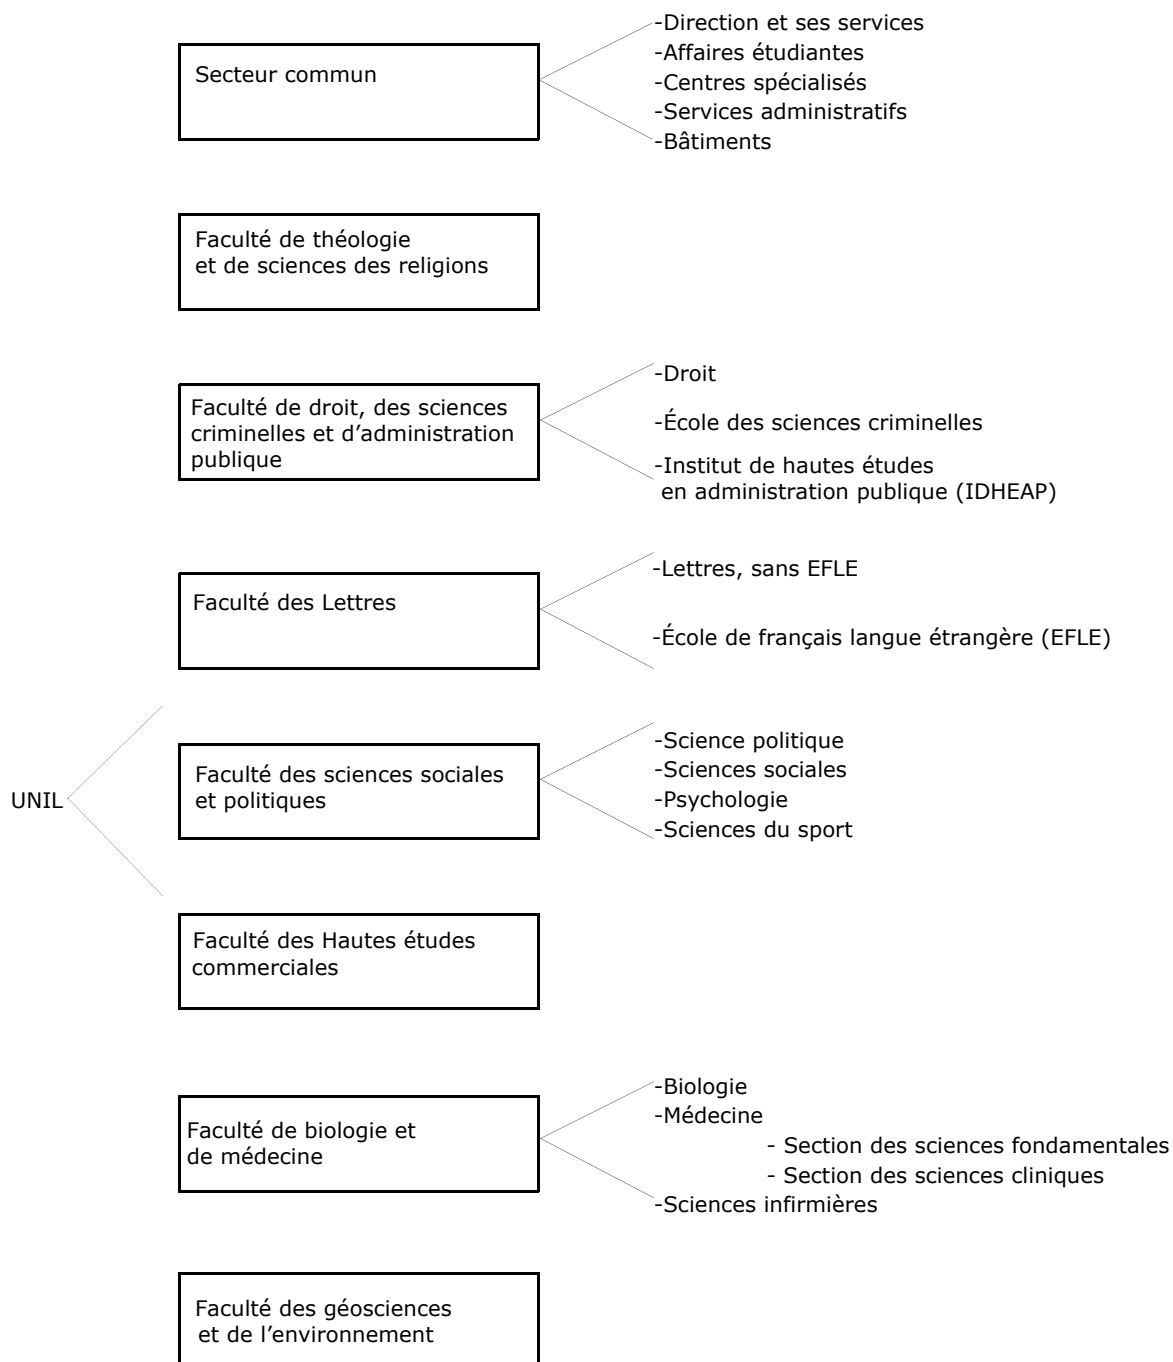 Secteur commun
-Direction et ses services
-Affaires étudiantes
-Centres spécialisés
-Services administratifs
-Bâtiments
Faculté de théologie
et de sciences des religions
Faculté de droit, des sciences
criminelles et d’administration
publique
-Droit
-École des sciences criminelles
-Institut de hautes études
en administration publique (IDHEAP)
Faculté des Lettres
-Lettres, sans EFLE
-École de français langue étrangère (EFLE)
UNIL
Faculté des sciences sociales
et politiques
-Science politique
-Sciences sociales
-Psychologie
-Sciences du sport
Faculté des Hautes études
commerciales
Faculté de biologie et
de médecine
-Biologie
-Médecine
- Section des sciences fondamentales
- Section des sciences cliniques
-Sciences infirmières
Faculté des géosciences
et de l’environnement